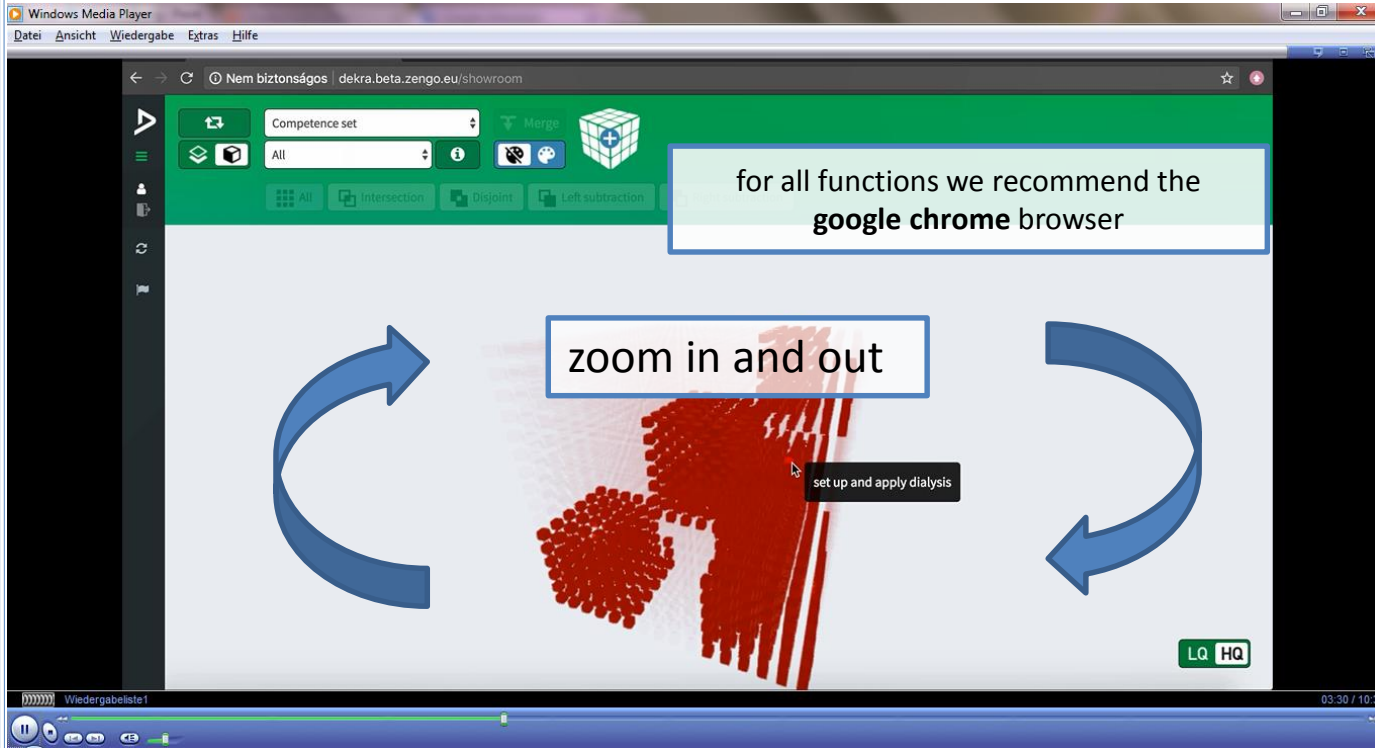 Windows Media Player
Datei Ansicht Wiedergabe Extras Hilfe
Nem biztonságos | dekra.beta.zengo.eu/showroom
Competence set
Merge
All
All Intersection Disjoint Left subtraction
for all functions we recommend the
google chrome browser
zoom in and out
set up and apply dialysis
LQ HQ
Wiedergabeliste1
03:30 / 10: